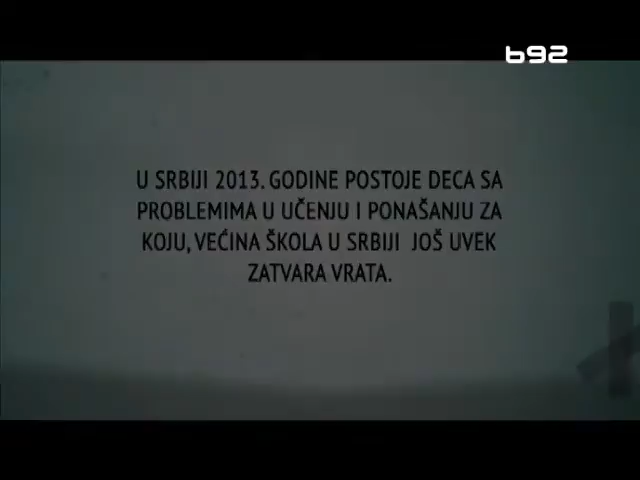 b92
U SRBIJI 2013. GODINE POSTOJE DECA SA
PROBLEMIMA U UČENJU I PONAŠANJU ZA
KOJU, VEĆINA ŠKOLA U SRBIJI JOŠ UVEK
ZATVARA VRATA.